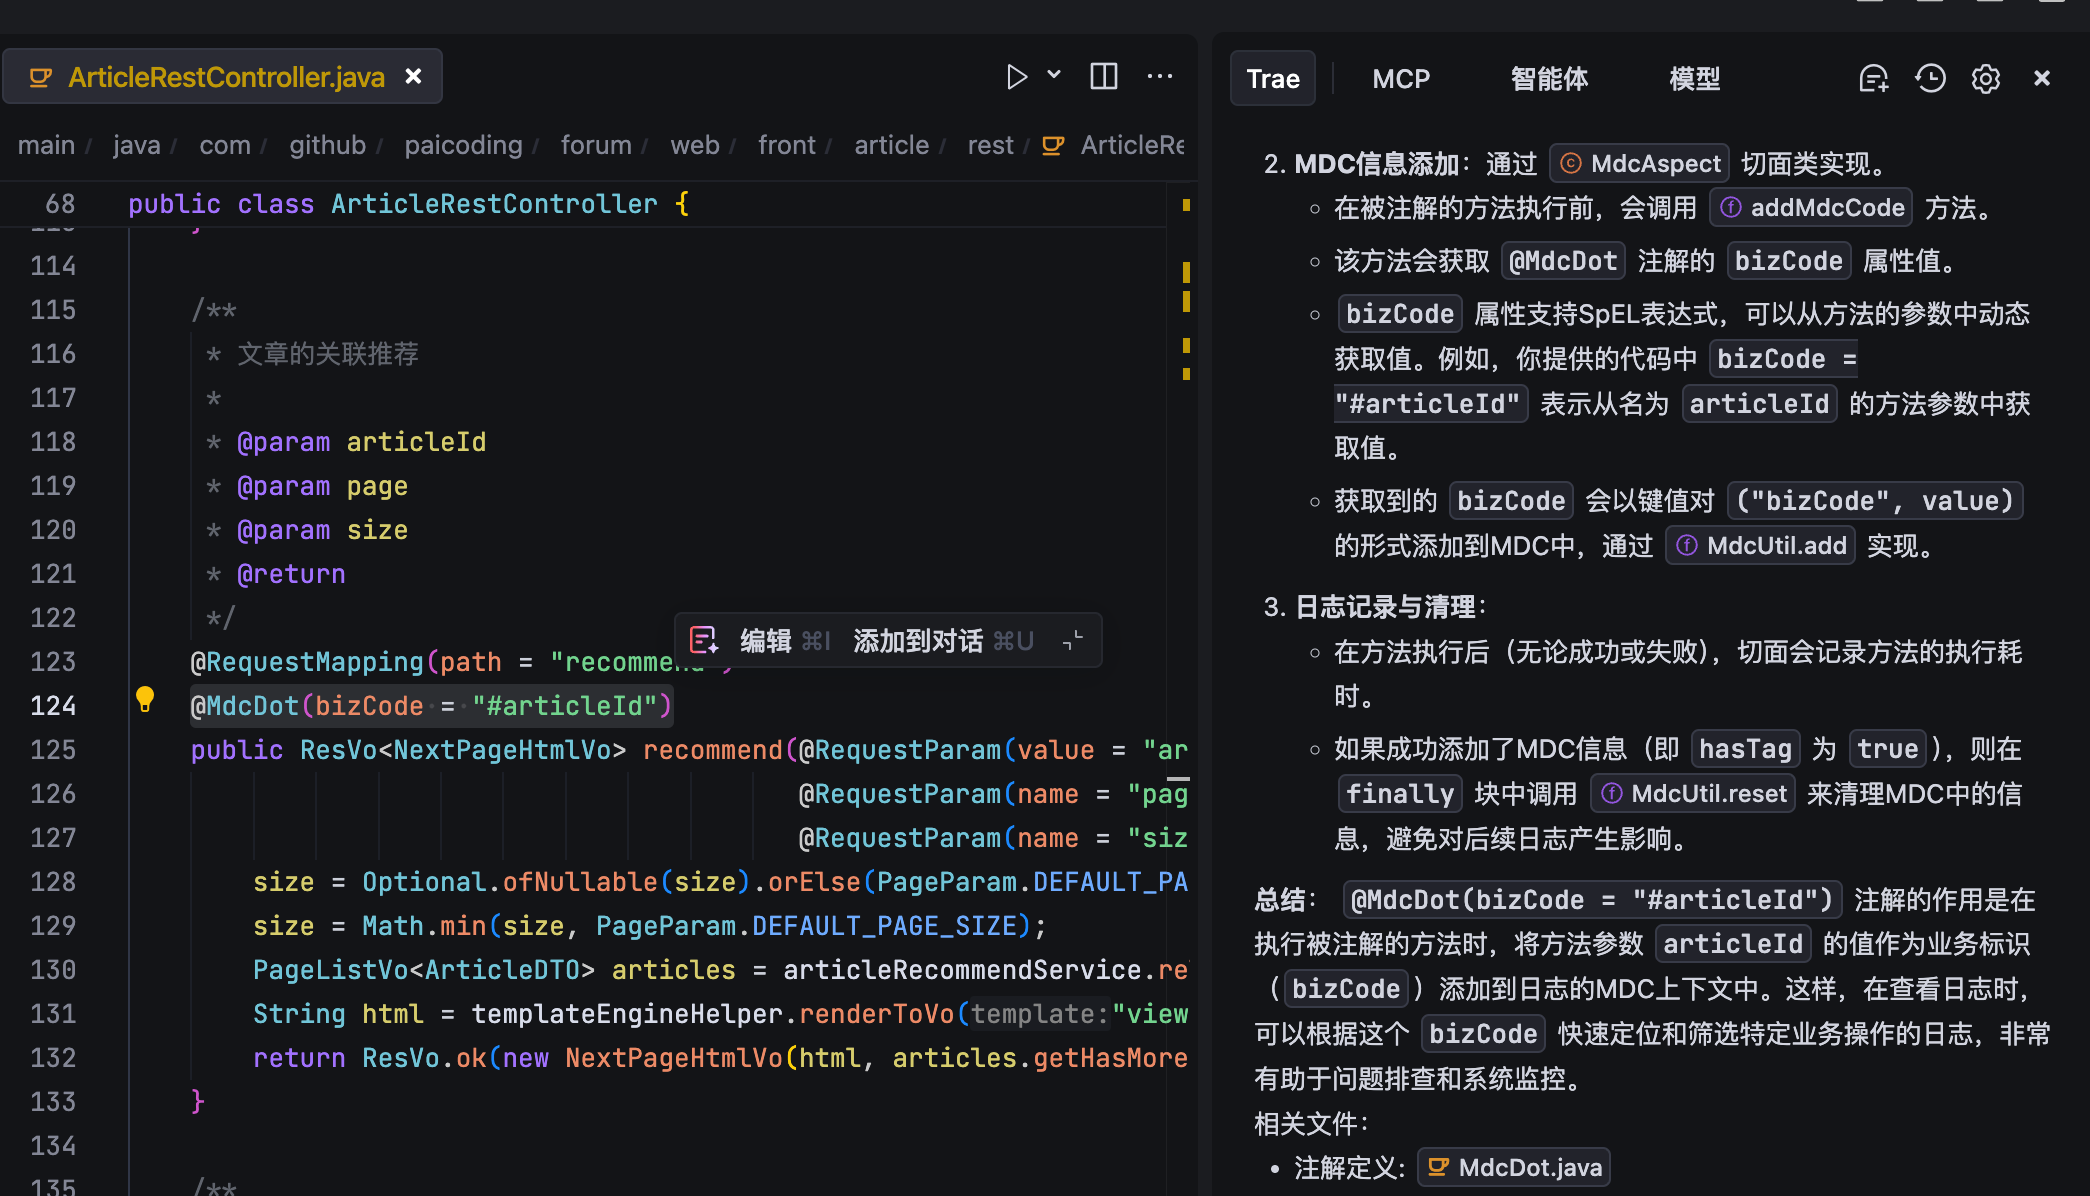 ArticleRestController.java
main / java / com / github / paicoding / forum / web / front / article / rest / ArticleRe
68 public class ArticleRestController {
114
115 /**
116 * 文章的关联推荐
117 *
118 * @param articleId
119 * @param page
120 * @param size
121 * @return
122 */
编辑 ⌘I 添加到对话 ⌘U
123 @RequestMapping(path = "recommend")
124 @MdcDot(bizCode = "#articleId")
125 public ResVo<NextPageHtmlVo> recommend(@RequestParam(value = "ar
126 @RequestParam(name = "pag
127 @RequestParam(name = "siz
128 size = Optional.ofNullable(size).orElse(PageParam.DEFAULT_PA
129 size = Math.min(size, PageParam.DEFAULT_PAGE_SIZE);
130 PageListVo<ArticleDTO> articles = articleRecommendService.re
131 String html = templateEngineHelper.renderToVo(template:"view
132 return ResVo.ok(new NextPageHtmlVo(html, articles.getHasMore
133 }
134
135 /**
Trae MCP 智能体 模型
2. MDC信息添加：通过 MdcAspect 切面类实现。
在被注解的方法执行前，会调用 addMdcCode 方法。
该方法会获取 @MdcDot 注解的 bizCode 属性值。
bizCode 属性支持SpEL表达式，可以从方法的参数中动态
获取值。例如，你提供的代码中 bizCode =
"#articleId" 表示从名为 articleId 的方法参数中获
取值。
获取到的 bizCode 会以键值对 ("bizCode", value)
的形式添加到MDC中，通过 MdcUtil.add 实现。
3. 日志记录与清理：
在方法执行后（无论成功或失败），切面会记录方法的执行耗
时。
如果成功添加了MDC信息（即 hasTag 为 true ），则在
finally 块中调用 MdcUtil.reset 来清理MDC中的信
息，避免对后续日志产生影响。
总结： @MdcDot(bizCode = "#articleId") 注解的作用是在
执行被注解的方法时，将方法参数 articleId 的值作为业务标识
（ bizCode ）添加到日志的MDC上下文中。这样，在查看日志时，
可以根据这个 bizCode 快速定位和筛选特定业务操作的日志，非常
有助于问题排查和系统监控。
相关文件：
• 注解定义: MdcDot.java